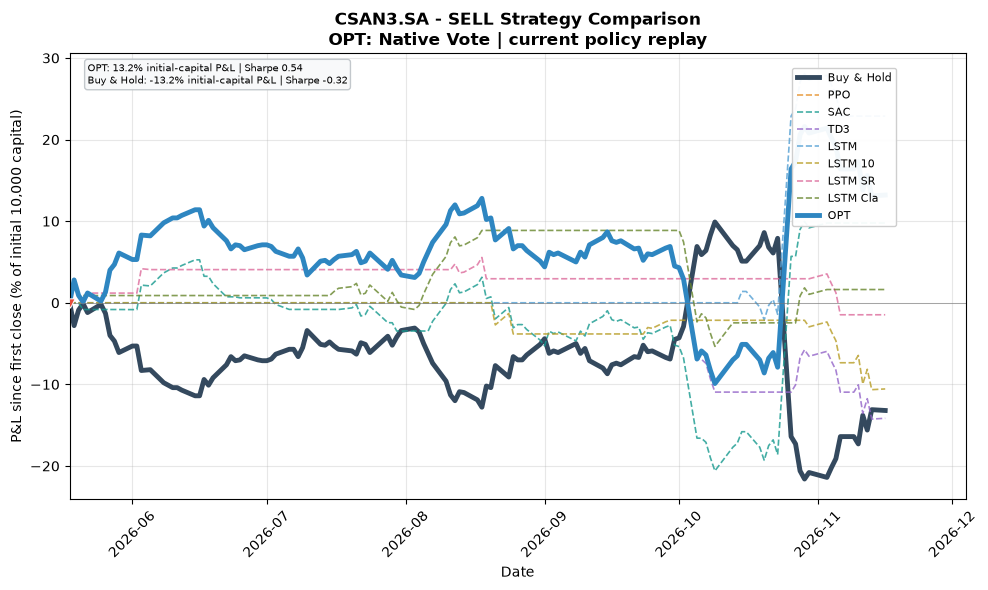 CSAN3.SA - SELL Strategy Comparison
OPT: Native Vote | current policy replay
OPT: 13.2% initial-capital P&L | Sharpe 0.54
Buy & Hold: -13.2% initial-capital P&L | Sharpe -0.32
Buy & Hold
PPO
SAC
TD3
LSTM
LSTM 10
LSTM SR
LSTM Cla
OPT
P&L since first close (% of initial 10,000 capital)
30
20
10
0
−10
−20
2026-06
2026-07
2026-08
2026-09
2026-10
2026-11
2026-12
Date